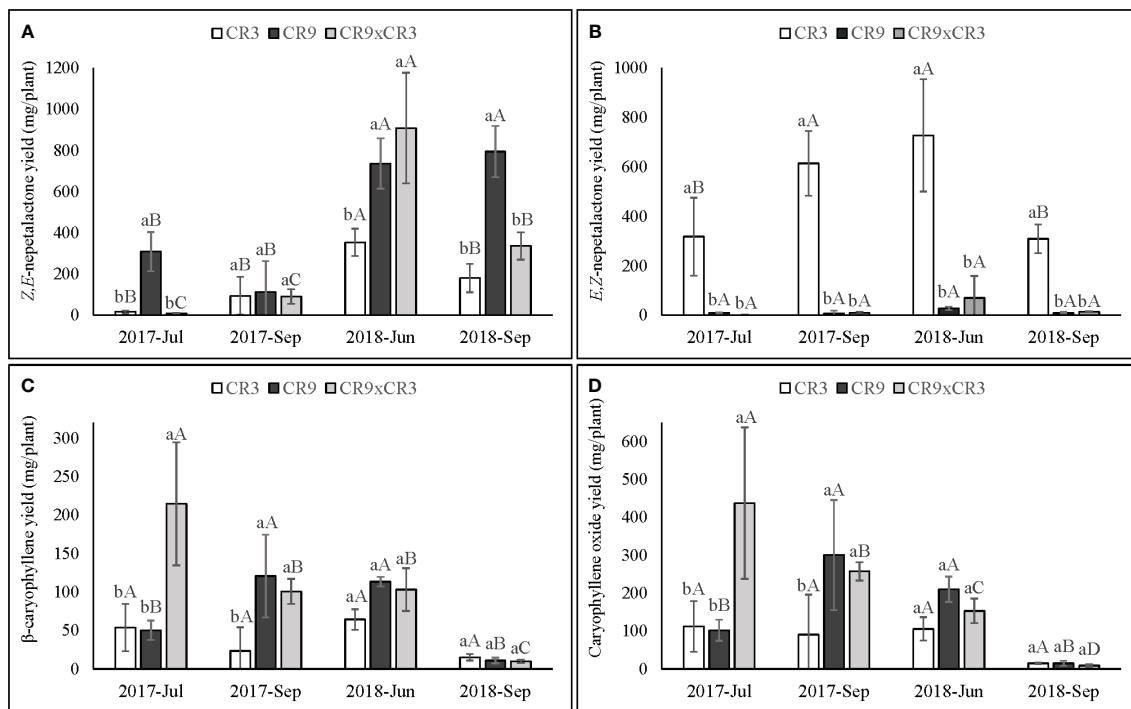 A
CR3 CR9 CR9xCR3
Z,E-nepetalactone yield (mg/plant)
1200
1000
800
600
400
200
0
bB aB bC
aB aB aC
bA aA aA
bB aA bB
2017-Jul 2017-Sep 2018-Jun 2018-Sep
B
CR3 CR9 CR9xCR3
E,Z-nepetalactone yield (mg/plant)
1000
800
600
400
200
0
aB bA bA
aA bA bA
aA bA bA
aB bA bA
2017-Jul 2017-Sep 2018-Jun 2018-Sep
C
CR3 CR9 CR9xCR3
β-caryophyllene yield (mg/plant)
300
250
200
150
100
50
0
bA bB aA
bA aA aB
aA aA aB
aA aB aC
2017-Jul 2017-Sep 2018-Jun 2018-Sep
D
CR3 CR9 CR9xCR3
Caryophyllene oxide yield (mg/plant)
600
500
400
300
200
100
0
bA bB aA
bA aA aB
aA aA aC
aA aB aD
2017-Jul 2017-Sep 2018-Jun 2018-Sep